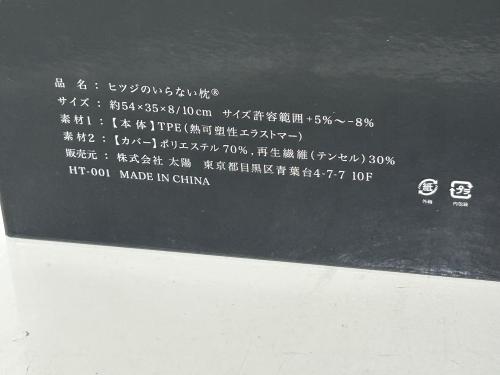 品 名 : ヒツジのいらない枕®
サイズ : 約54×35×8/10cm サイズ許容範囲+5%〜−8%
素材1 : 【本 体】TPE(熱可塑性エラストマー)
素材2 : 【カバー】ポリエステル70%,再生繊維(テンセル)30%
販売元 : 株式会社 太陽 東京都目黒区青葉台4-7-7 10F
HT-001 MADE IN CHINA
紙 プラ
外箱 内包装